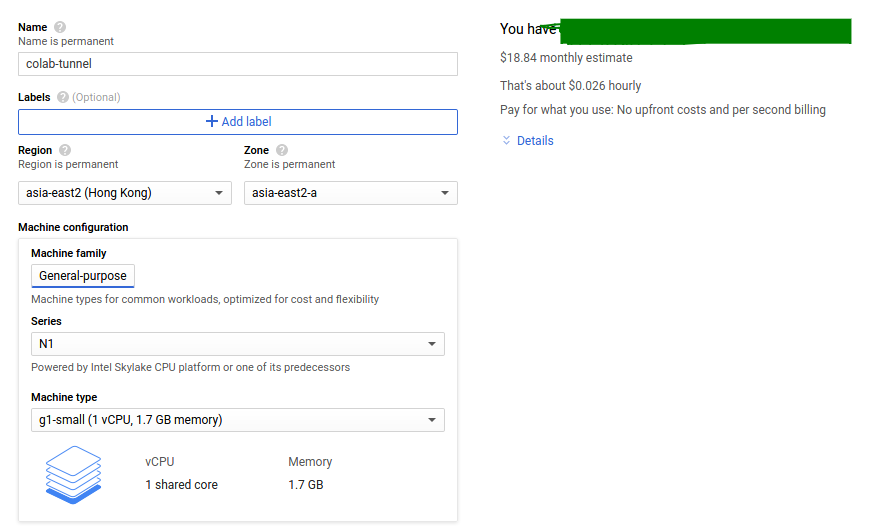 Name
Name is permanent
colab-tunnel
Labels (Optional)
Add label
Region
Region is permanent
asia-east2 (Hong Kong)
Zone
Zone is permanent
asia-east2-a
Machine configuration
Machine family
General-purpose
Machine types for common workloads, optimized for cost and flexibility
Series
N1
Powered by Intel Skylake CPU platform or one of its predecessors
Machine type
g1-small (1 vCPU, 1.7 GB memory)
vCPU
1 shared core
Memory
1.7 GB
You have
$18.84 monthly estimate
That's about $0.026 hourly
Pay for what you use: No upfront costs and per second billing
Details